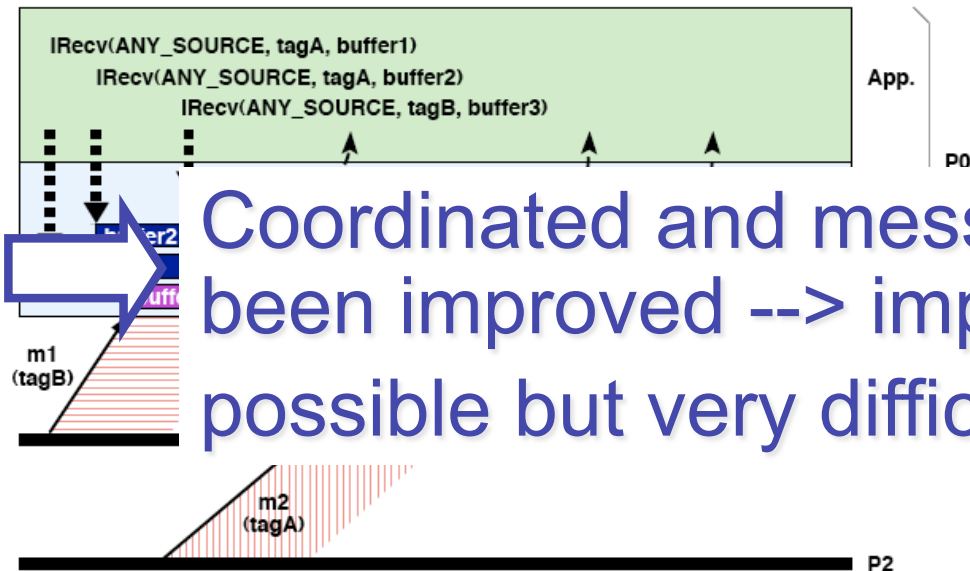 IRecv(ANY_SOURCE, tagA, buffer1)
IRecv(ANY_SOURCE, tagA, buffer2)
IRecv(ANY_SOURCE, tagB, buffer3)
App.
P0
Coordinated and mess
been improved --> imp
possible but very diffic
m1
(tagB)
m2
(tagA)
P2